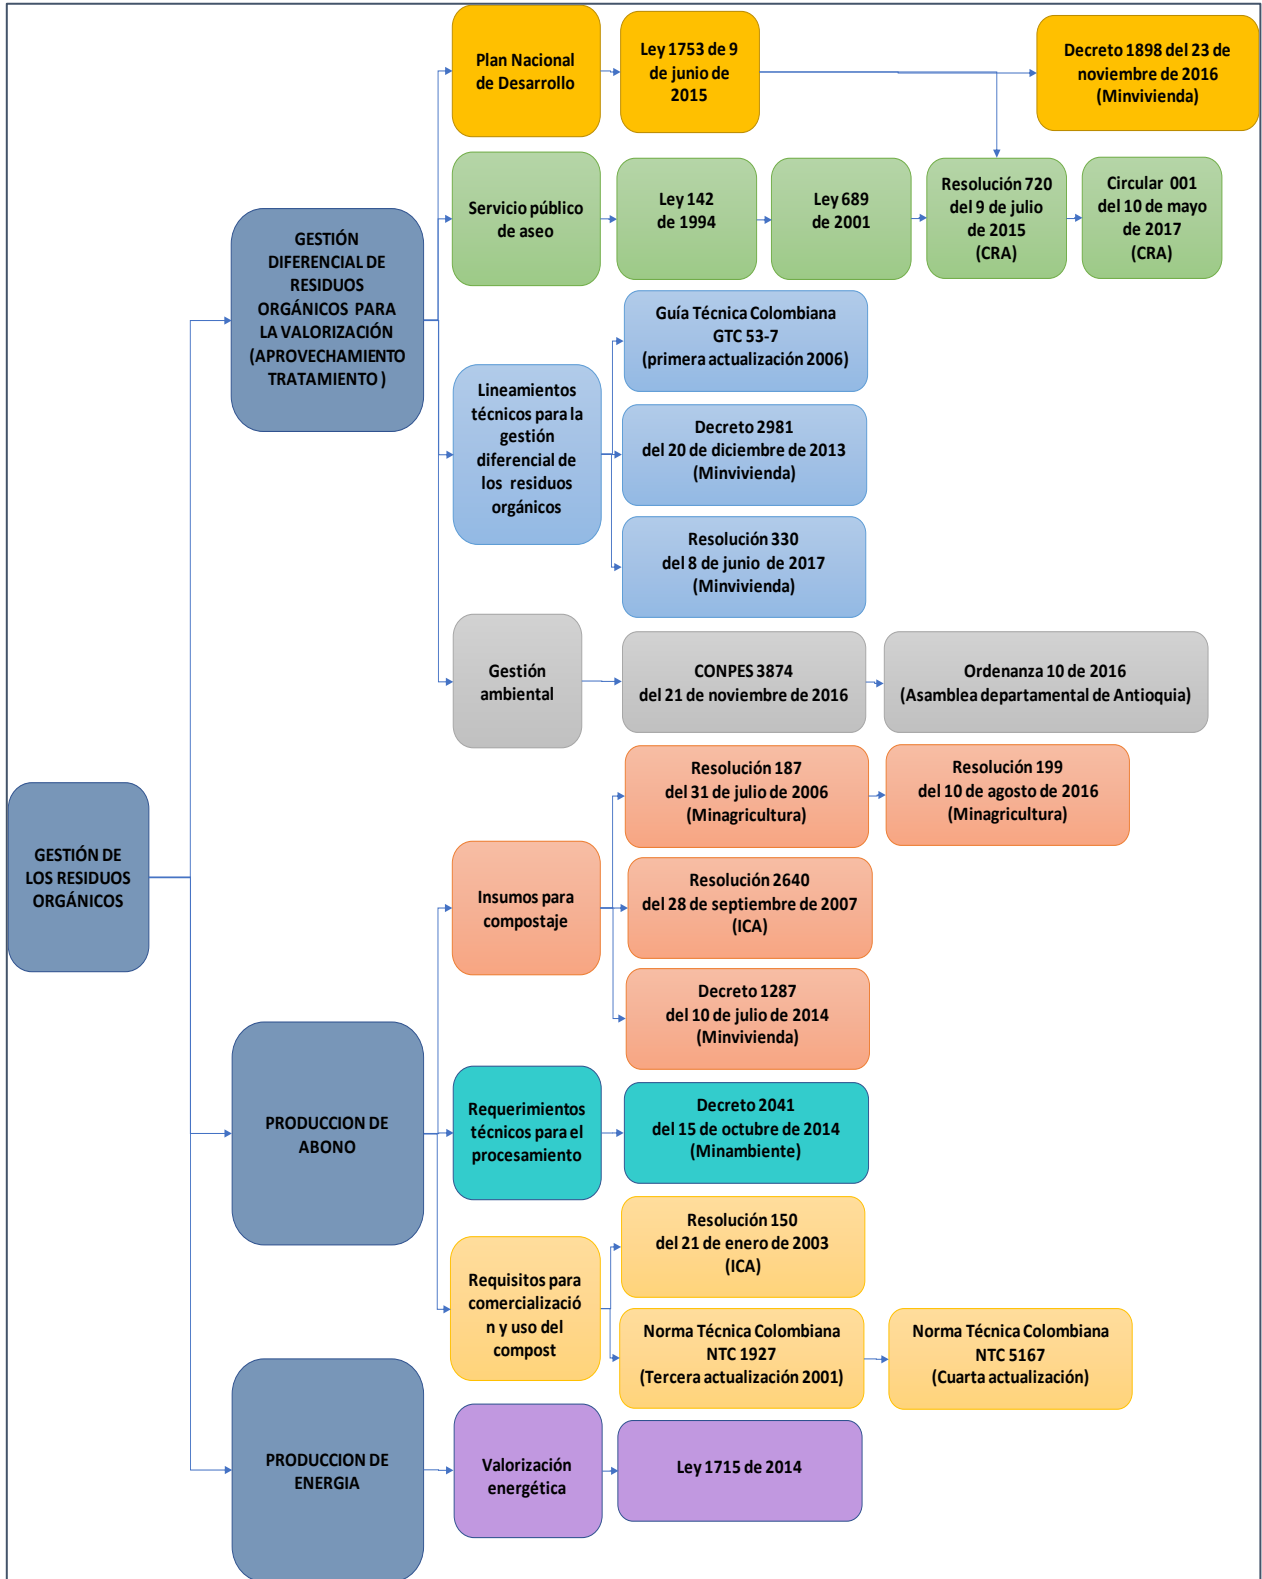 Plan Nacional
de Desarrollo
Ley 1753 de 9
de junio de
2015
Decreto 1898 del 23 de
noviembre de 2016
(Minvivienda)
Servicio público
de aseo
Ley 142
de 1994
Ley 689
de 2001
Resolución 720
del 9 de julio
de 2015
(CRA)
Circular 001
del 10 de mayo
de 2017
(CRA)
GESTIÓN
DIFERENCIAL DE
RESIDUOS
ORGÁNICOS PARA
LA VALORIZACIÓN
(APROVECHAMIENTO
TRATAMIENTO )
Lineamientos
técnicos para la
gestión
diferencial de
los residuos
orgánicos
Guía Técnica Colombiana
GTC 53-7
(primera actualización 2006)
Decreto 2981
del 20 de diciembre de 2013
(Minvivienda)
Resolución 330
del 8 de junio de 2017
(Minvivienda)
Gestión
ambiental
CONPES 3874
del 21 de noviembre de 2016
Ordenanza 10 de 2016
(Asamblea departamental de Antioquia)
GESTIÓN DE
LOS RESIDUOS
ORGÁNICOS
Insumos para
compostaje
Resolución 187
del 31 de julio de 2006
(Minagricultura)
Resolución 199
del 10 de agosto de 2016
(Minagricultura)
Resolución 2640
del 28 de septiembre de 2007
(ICA)
Decreto 1287
del 10 de julio de 2014
(Minvivienda)
PRODUCCION DE
ABONO
Requerimientos
técnicos para el
procesamiento
Decreto 2041
del 15 de octubre de 2014
(Minambiente)
Requisitos para
comercializació
n y uso del
compost
Resolución 150
del 21 de enero de 2003
(ICA)
Norma Técnica Colombiana
NTC 1927
(Tercera actualización 2001)
Norma Técnica Colombiana
NTC 5167
(Cuarta actualización)
PRODUCCION DE
ENERGIA
Valorización
energética
Ley 1715 de 2014